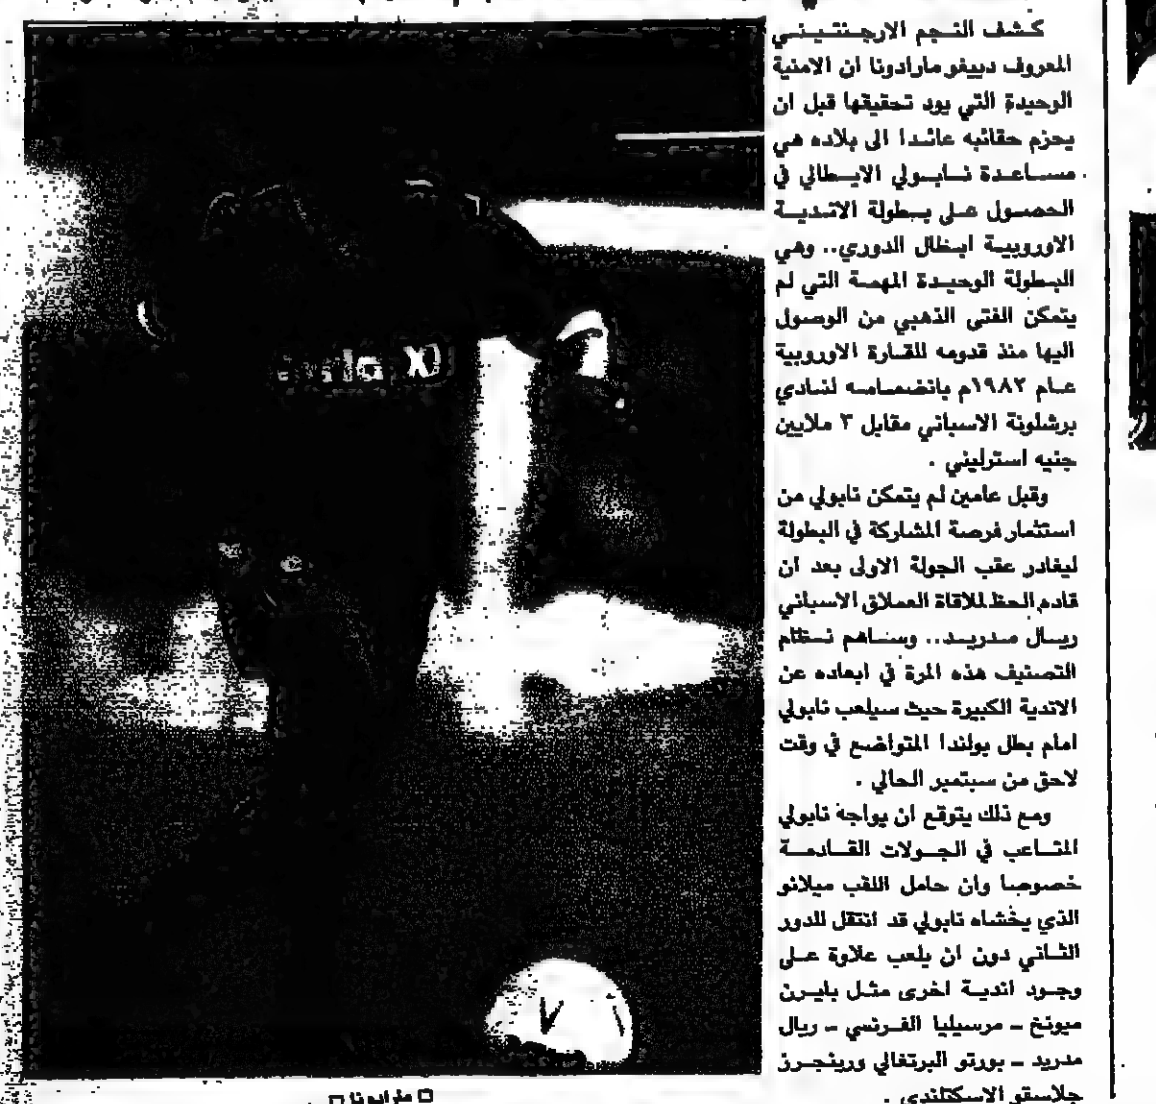 كشف النجم الارجنتيني
المعروف دييغو مارادونا ان الامنية
الوحيدة التي يود تحقيقها قبل ان
يحزم حقائبه عائدا الى بلاده هي
مساعدة نابولي الايطالي في
الحصول على بطولة الاندية
الاوروبية ابطال الدوري.. وهي
البطولة الوحيدة المهمة التي لم
يتمكن الفتى الذهبي من الوصول
اليها منذ قدومه للقارة الاوروبية
عام ١٩٨٢م بانضمامه لنادي
برشلونة الاسباني مقابل ٣ ملايين
جنيه استرليني .
وقبل عامين لم يتمكن نابولي من
استثمار فرصة المشاركة في البطولة
ليغادر عقب الجولة الاولى بعد ان
قادم الحظ لملاقاة العملاق الاسباني
ريال مدريد.. وساهم نظام
التصنيف هذه المرة في ابعاده عن
الاندية الكبيرة حيث سيلعب نابولي
امام بطل بولندا المتواضع في وقت
لاحق من سبتمبر الحالي .
ومع ذلك يتوقع ان يواجه نابولي
المتاعب في الجولات القادمة
خصوصا وان حامل اللقب ميلانو
الذي يخشاه نابولي قد انتقل للدور
الثاني دون ان يلعب علاوة على
وجود اندية اخرى مثل بايرن
ميونخ – مرسيليا الفرنسي – ريال
مدريد – بورتو البرتغالي ورينجرز
جلاسقو الاسكتلندي .
□ مارادونا □